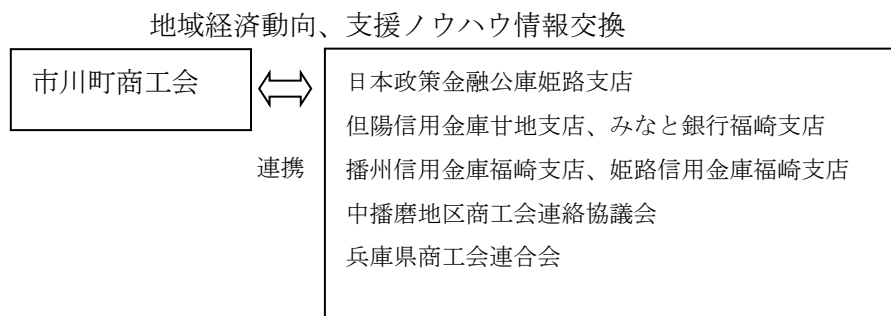 地域経済動向、支援ノウハウ情報交換
市川町商工会
連携
日本政策金融公庫姫路支店
但陽信用金庫甘地支店、みなと銀行福崎支店
播州信用金庫福崎支店、姫路信用金庫福崎支店
中播磨地区商工会連絡協議会
兵庫県商工会連合会